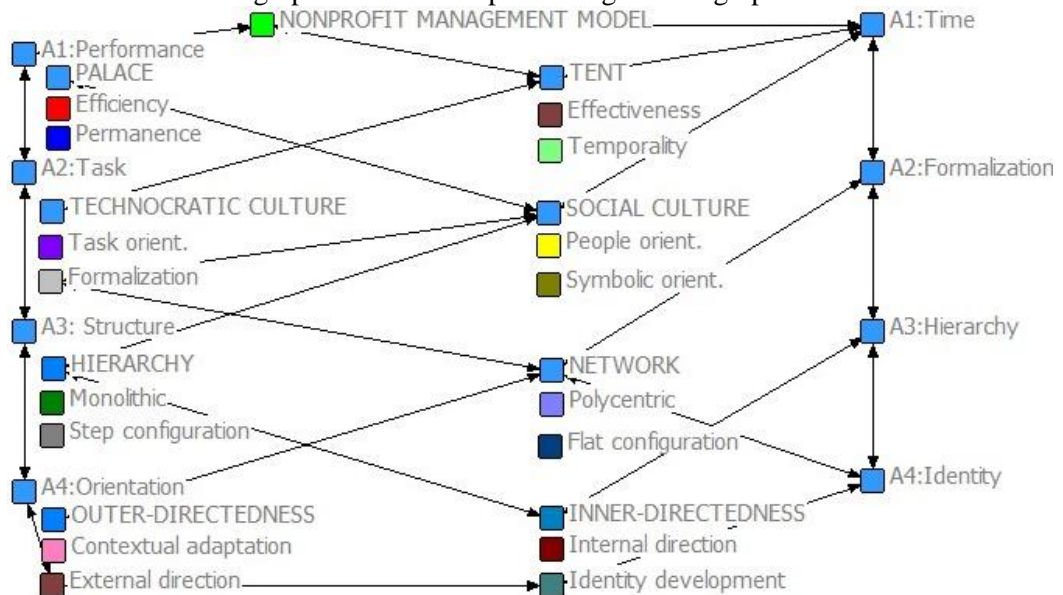 NONPROFIT MANAGEMENT MODEL
A1:Time
A1:Performance
PALACE
TENT
Efficiency
Effectiveness
Permanence
Temporality
A2:Task
A2:Formalization
TECHNOCRATIC CULTURE
SOCIAL CULTURE
Task orient.
People orient.
Formalization
Symbolic orient.
A3: Structure
A3:Hierarchy
HIERARCHY
NETWORK
Monolithic
Polycentric
Step configuration
Flat configuration
A4:Orientation
A4:Identity
OUTER-DIRECTEDNESS
INNER-DIRECTEDNESS
Contextual adaptation
Internal direction
External direction
Identity development